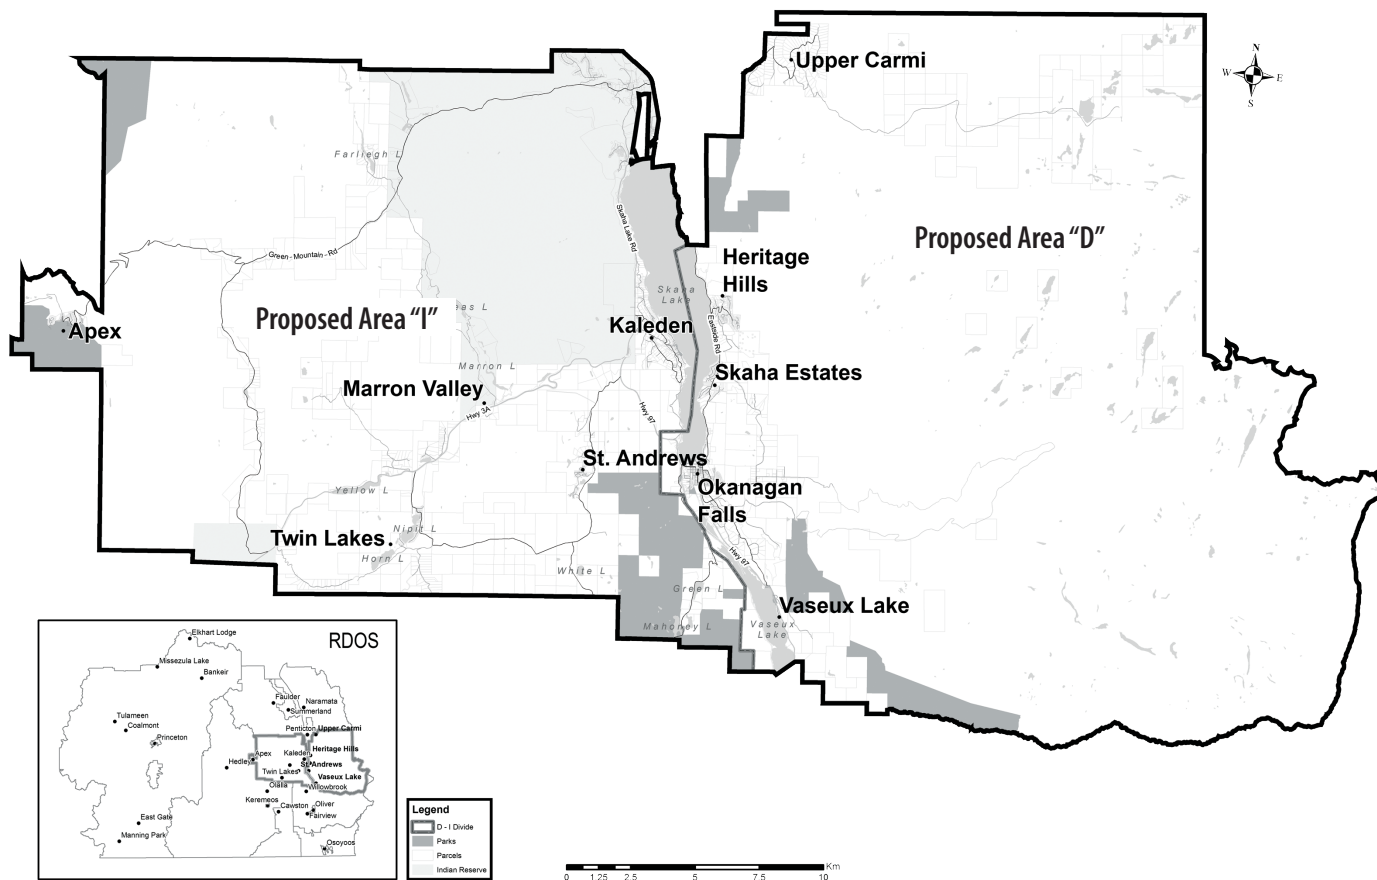 Upper Carmi
N
W
E
S
Farliegh L
Skaha Lake Rd
Green-Mountain-Rd
Proposed Area “D”
Heritage
Hills
Skaha
Lake
eas L
Proposed Area “I”
Apex
Kaleden
Eastside Rd
Marron L
Skaha Estates
Marron Valley
Hwy 3A
Hwy 97
St. Andrews
Okanagan
Falls
Yellow L
Nipit L
Twin Lakes
Horn L
White L
Hwy 97
Green L
Vaseux Lake
Mahoney L
Vaseux
Lake
RDOS
Elkhart Lodge
Missezula Lake
Bankeir
Faulder
Naramata
Summerland
Tulameen
Coalmont
Princeton
Penticton
Upper Carmi
Heritage Hills
Apex
Kaleden
Hedley
St. Andrews
Twin Lakes
Vaseux Lake
Olalla
Willowbrook
Keremeos
Cawston
Oliver
Fairview
East Gate
Manning Park
Osoyoos
Legend
D - I Divide
Parks
Parcels
Indian Reserve
Km
0 1.25 2.5 5 7.5 10